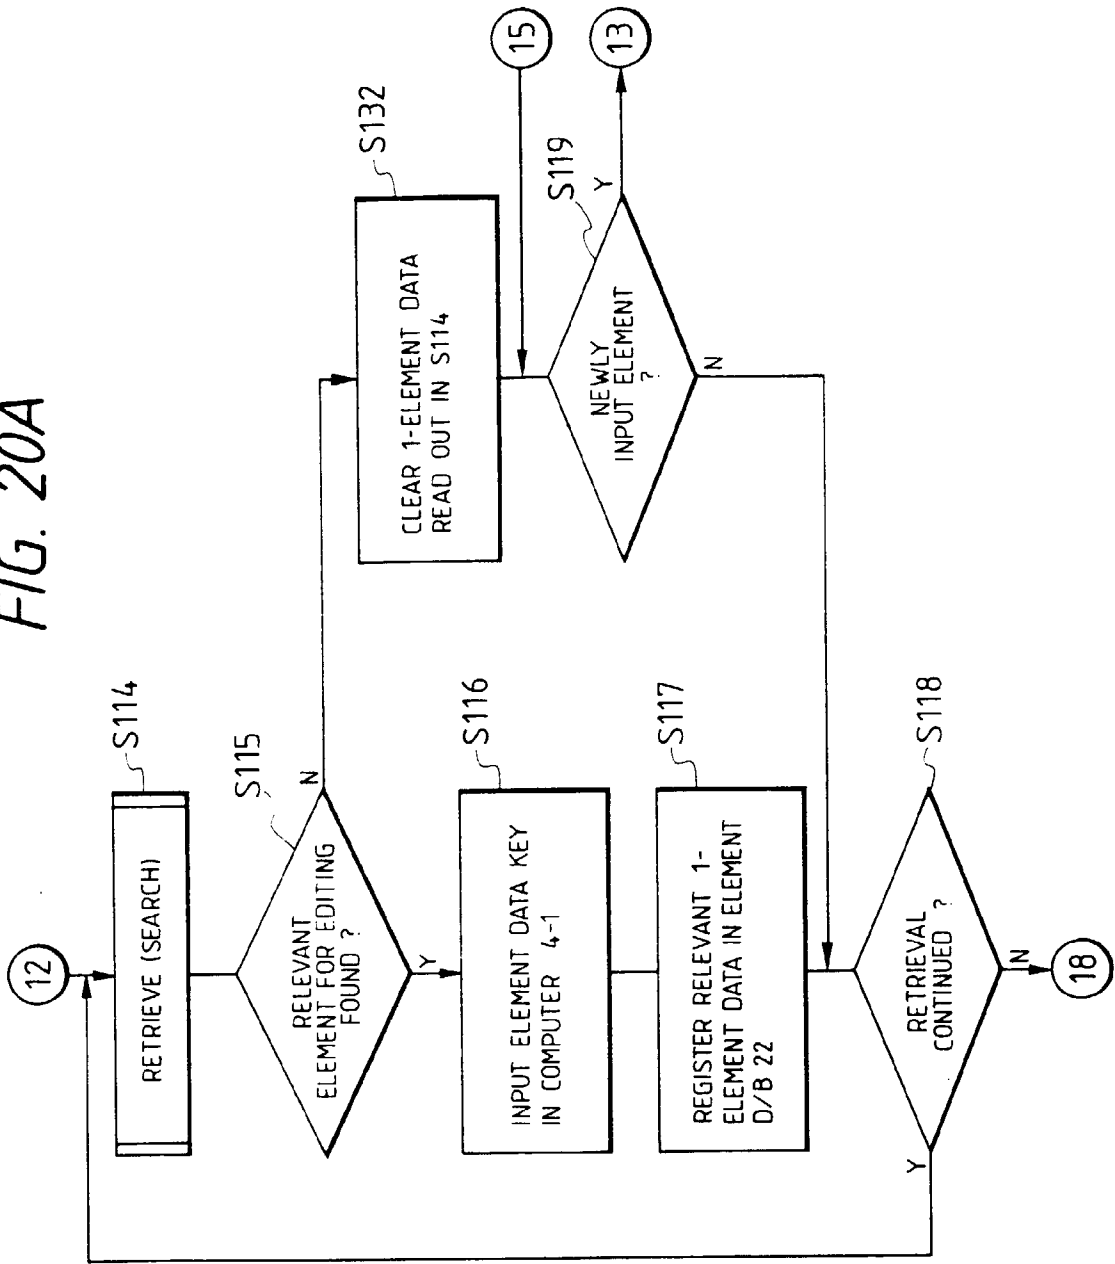 FIG. 20A
12
RETRIEVE (SEARCH)
S114
RELEVANT
ELEMENT FOR EDITING
FOUND ?
S115
N
Y
INPUT ELEMENT DATA KEY
IN COMPUTER 4-1
S116
REGISTER RELEVANT 1-
ELEMENT DATA IN ELEMENT
D/B 22
S117
RETRIEVAL
CONTINUED ?
S118
Y
N
18
CLEAR 1-ELEMENT DATA
READ OUT IN S114
S132
15
NEWLY
INPUT ELEMENT
?
S119
Y
N
13